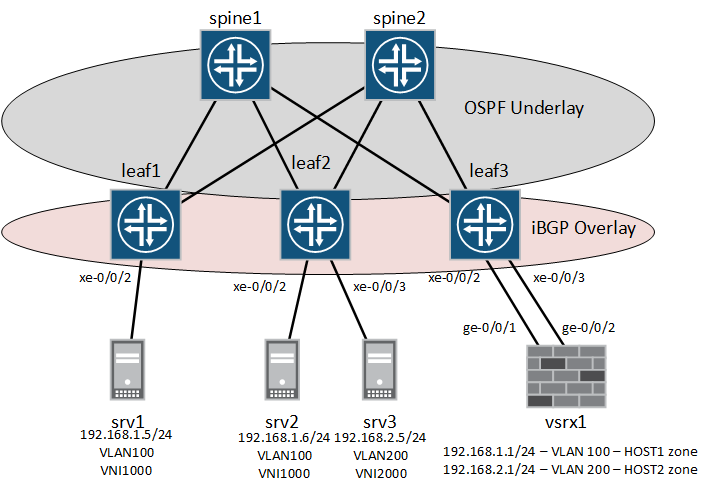 spine1
spine2
OSPF Underlay
leaf1
leaf2
leaf3
iBGP Overlay
xe-0/0/2
xe-0/0/2
xe-0/0/3
xe-0/0/2
xe-0/0/3
ge-0/0/1
ge-0/0/2
srv1
192.168.1.5/24
VLAN100
VNI1000
srv2
192.168.1.6/24
VLAN100
VNI1000
srv3
192.168.2.5/24
VLAN200
VNI2000
vsrx1
192.168.1.1/24 – VLAN 100 – HOST1 zone
192.168.2.1/24 – VLAN 200 – HOST2 zone